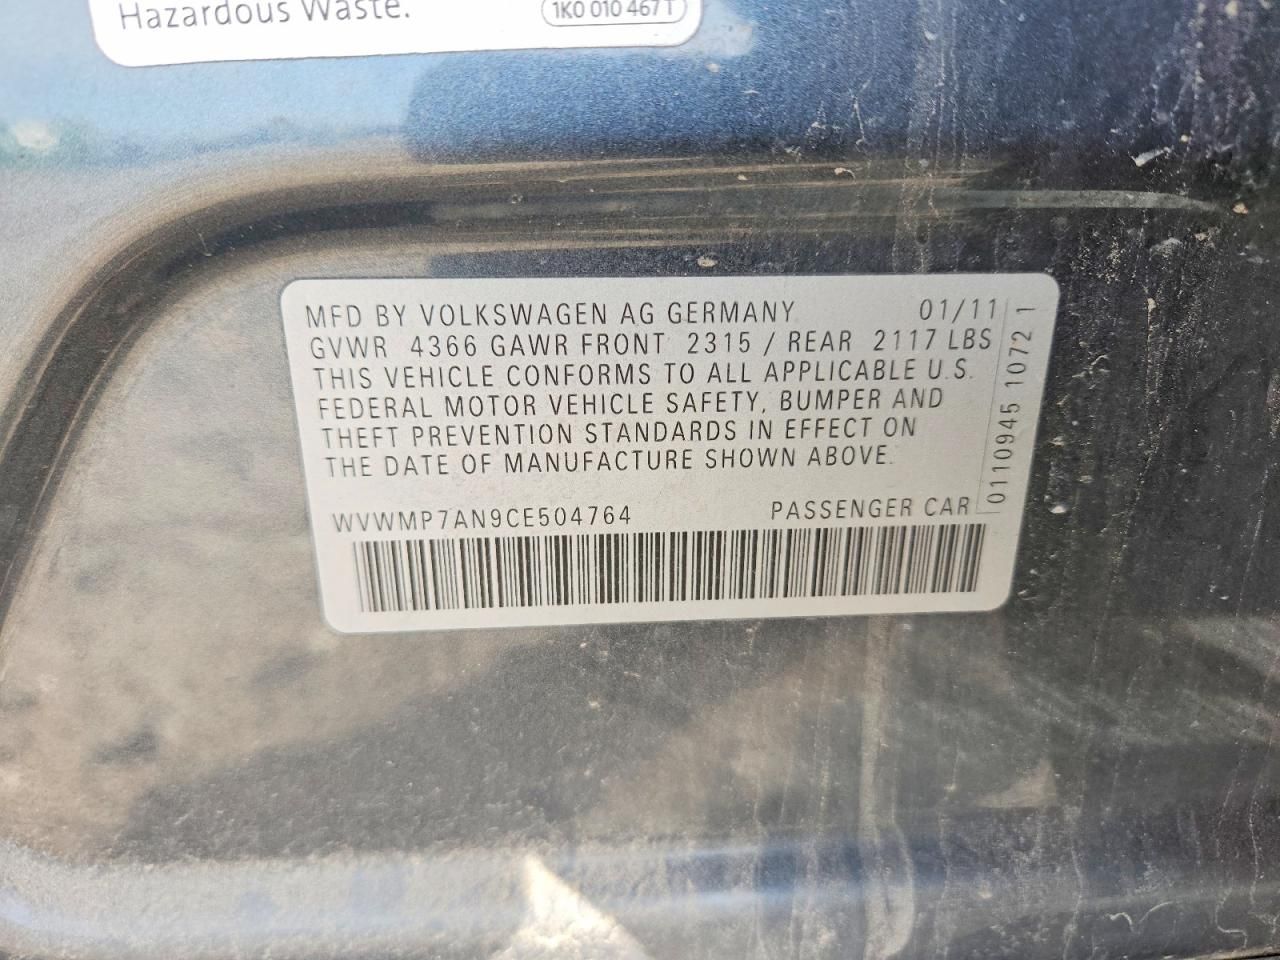 Hazardous Waste.
1K0 010 467 T
MFD BY VOLKSWAGEN AG GERMANY 01/11
GVWR 4366 GAWR FRONT 2315 / REAR 2117 LBS
THIS VEHICLE CONFORMS TO ALL APPLICABLE U.S.
FEDERAL MOTOR VEHICLE SAFETY, BUMPER AND
THEFT PREVENTION STANDARDS IN EFFECT ON
THE DATE OF MANUFACTURE SHOWN ABOVE.
WVWMP7AN9CE504764 PASSENGER CAR
0110945 1072 1